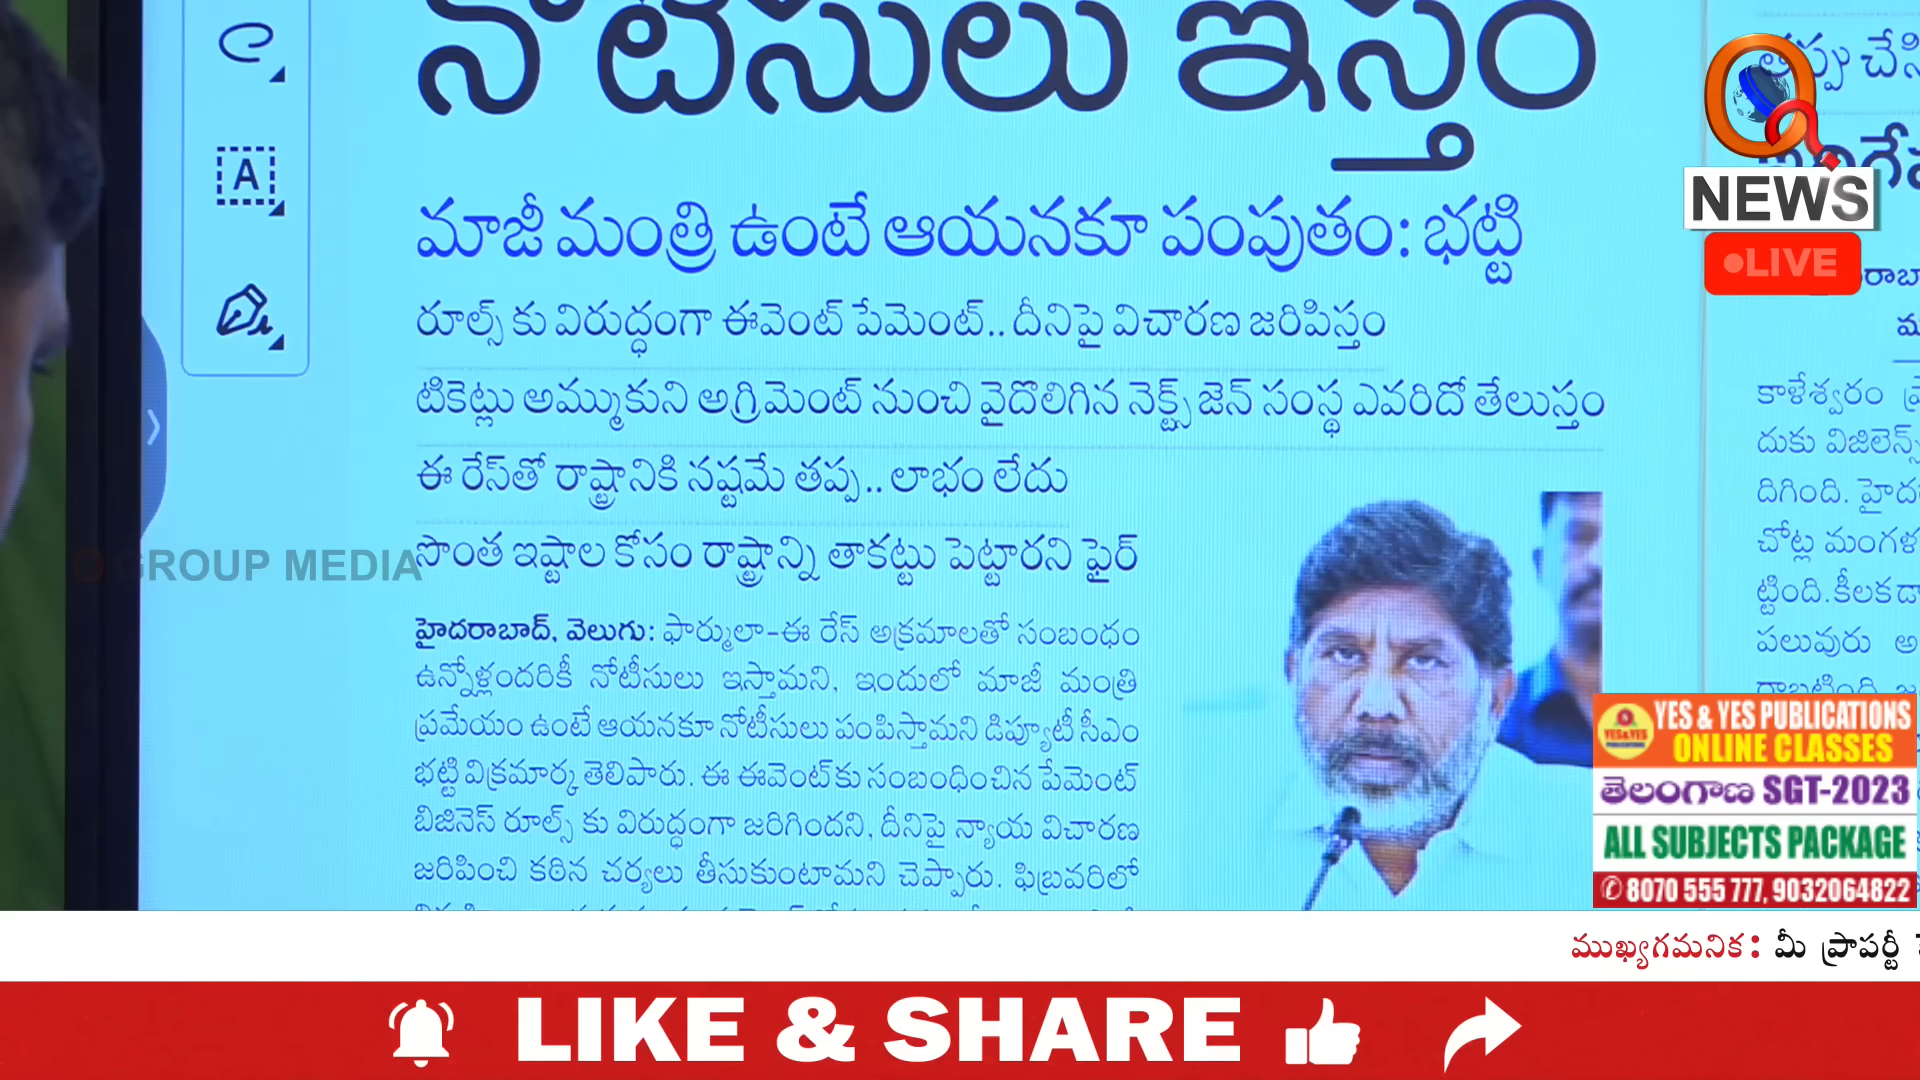 నోటీసులు ఇస్తం
మాజీ మంత్రి ఉంటే ఆయనకూ పంపుతం: భట్టి
రూల్స్ కు విరుద్ధంగా ఈవెంట్ పేమెంట్.. దీనిపై విచారణ జరిపిస్తం
టికెట్లు అమ్ముకుని అగ్రిమెంట్ నుంచి వైదొలిగిన నెక్ట్స్ జెన్ సంస్థ ఎవరిదో తేలుస్తం
ఈ రేస్‌తో రాష్ట్రానికి నష్టమే తప్ప.. లాభం లేదు
సొంత ఇష్టాల కోసం రాష్ట్రాన్ని తాకట్టు పెట్టారని ఫైర్
హైదరాబాద్, వెలుగు: ఫార్ములా–ఈ రేస్ అక్రమాలతో సంబంధం
ఉన్నోళ్లందరికీ నోటీసులు ఇస్తామని, ఇందులో మాజీ మంత్రి
ప్రమేయం ఉంటే ఆయనకూ నోటీసులు పంపిస్తామని డిప్యూటీ సీఎం
భట్టి విక్రమార్క తెలిపారు. ఈ ఈవెంట్‌కు సంబంధించిన పేమెంట్
బిజినెస్ రూల్స్ కు విరుద్ధంగా జరిగిందని, దీనిపై న్యాయ విచారణ
జరిపించి కఠిన చర్యలు తీసుకుంటామని చెప్పారు. ఫిబ్రవరిలో
A
GROUP MEDIA
తప్పు చేసి
కాళేశ్వరం
దుకు విజిలెన్స్
దిగింది. హైద
చోట్ల మంగళ
ట్టింది. కీలక దా
పలువురు అ
Q
NEWS
LIVE
YES & YES PUBLICATIONS
ONLINE CLASSES
YES&YES
తెలంగాణ SGT-2023
ALL SUBJECTS PACKAGE
8070 555 777, 9032064822
ముఖ్యగమనిక: మీ ప్రాపర్టీ
LIKE & SHARE